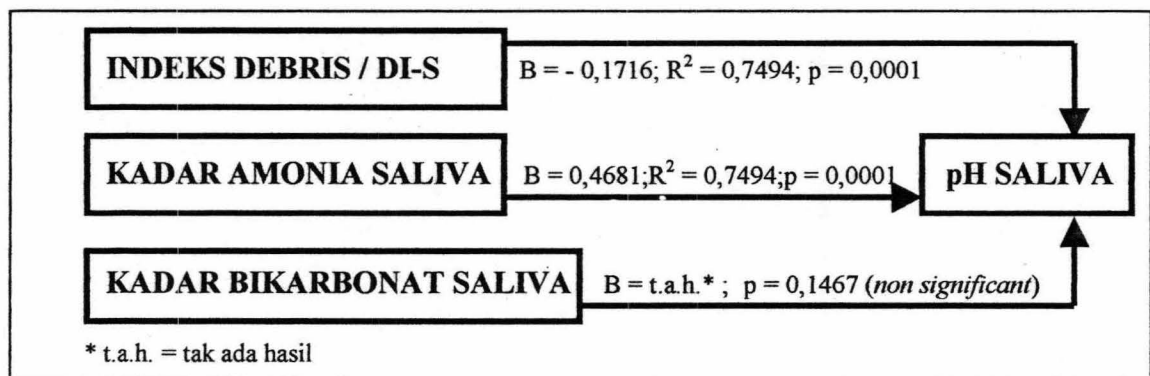 INDEKS DEBRIS / DI-S
B = - 0,1716; R² = 0,7494; p = 0,0001
KADAR AMONIA SALIVA
B = 0,4681;R² = 0,7494;p = 0,0001
pH SALIVA
KADAR BIKARBONAT SALIVA
B = t.a.h.* ; p = 0,1467 (non significant)
* t.a.h. = tak ada hasil